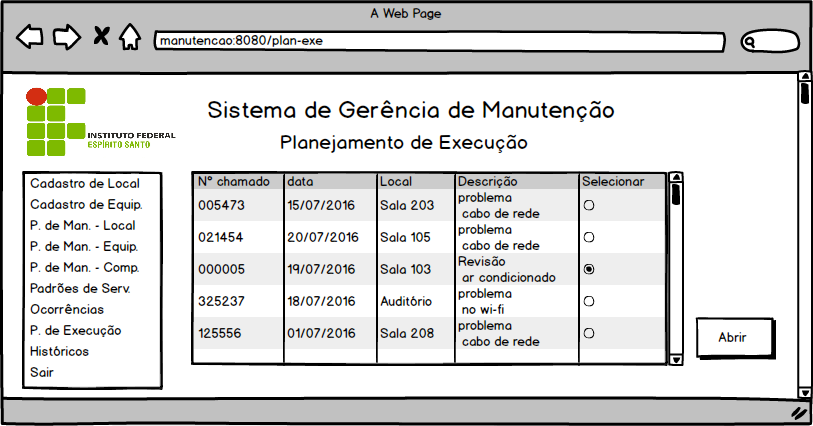 A Web Page
manutencao:8080/plan-exe
INSTITUTO FEDERAL
ESPÍRITO SANTO
Sistema de Gerência de Manutenção
Planejamento de Execução
Cadastro de Local
Cadastro de Equip.
P. de Man. - Local
P. de Man. - Equip.
P. de Man. - Comp.
Padrões de Serv.
Ocorrências
P. de Execução
Históricos
Sair
Nº chamado data Local Descrição Selecionar
005473 15/07/2016 Sala 203 problema
cabo de rede
021454 20/07/2016 Sala 105 problema
cabo de rede
000005 19/07/2016 Sala 103 Revisão
ar condicionado
325237 18/07/2016 Auditório problema
no wi-fi
125556 01/07/2016 Sala 208 problema
cabo de rede
Abrir